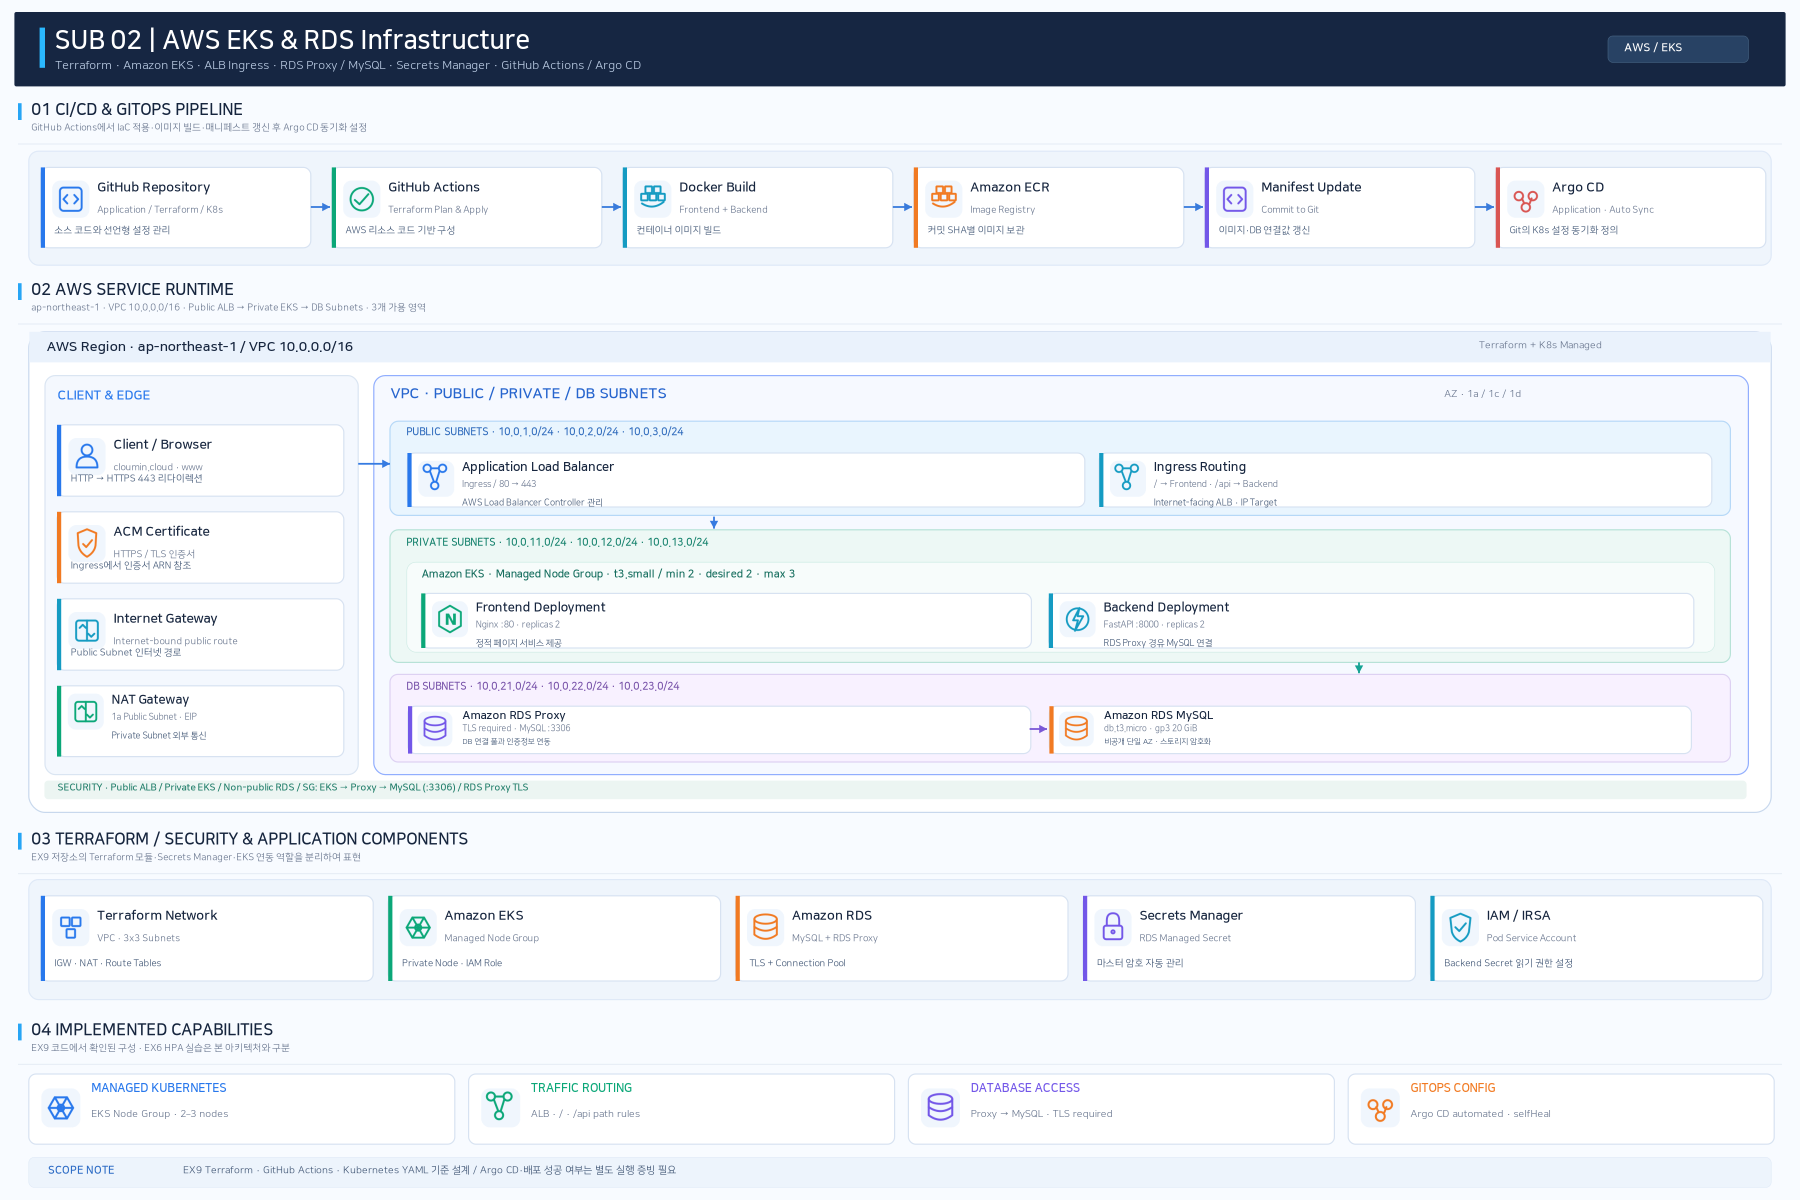 SUB 02 | AWS EKS & RDS Infrastructure
Terraform · Amazon EKS · ALB Ingress · RDS Proxy / MySQL · Secrets Manager · GitHub Actions / Argo CD
AWS / EKS
01 CI/CD & GITOPS PIPELINE
GitHub Actions에서 IaC 적용·이미지 빌드·매니페스트 갱신 후 Argo CD 동기화 설정
GitHub Repository
Application / Terraform / K8s
소스 코드와 선언형 설정 관리
GitHub Actions
Terraform Plan & Apply
AWS 리소스 코드 기반 구성
Docker Build
Frontend + Backend
컨테이너 이미지 빌드
Amazon ECR
Image Registry
커밋 SHA별 이미지 보관
Manifest Update
Commit to Git
이미지·DB 연결값 갱신
Argo CD
Application · Auto Sync
Git의 K8s 설정 동기화 정의
02 AWS SERVICE RUNTIME
ap-northeast-1 · VPC 10.0.0.0/16 · Public ALB → Private EKS → DB Subnets · 3개 가용 영역
AWS Region · ap-northeast-1 / VPC 10.0.0.0/16
Terraform + K8s Managed
CLIENT & EDGE
Client / Browser
cloumin.cloud · www
HTTP → HTTPS 443 리다이렉션
ACM Certificate
HTTPS / TLS 인증서
Ingress에서 인증서 ARN 참조
Internet Gateway
Internet-bound public route
Public Subnet 인터넷 경로
NAT Gateway
1a Public Subnet · EIP
Private Subnet 외부 통신
VPC · PUBLIC / PRIVATE / DB SUBNETS
AZ · 1a / 1c / 1d
PUBLIC SUBNETS · 10.0.1.0/24 · 10.0.2.0/24 · 10.0.3.0/24
Application Load Balancer
Ingress / 80 → 443
AWS Load Balancer Controller 관리
Ingress Routing
/ → Frontend · /api → Backend
Internet-facing ALB · IP Target
PRIVATE SUBNETS · 10.0.11.0/24 · 10.0.12.0/24 · 10.0.13.0/24
Amazon EKS · Managed Node Group · t3.small / min 2 · desired 2 · max 3
Frontend Deployment
Nginx :80 · replicas 2
정적 페이지 서비스 제공
Backend Deployment
FastAPI :8000 · replicas 2
RDS Proxy 경유 MySQL 연결
DB SUBNETS · 10.0.21.0/24 · 10.0.22.0/24 · 10.0.23.0/24
Amazon RDS Proxy
TLS required · MySQL :3306
DB 연결 풀과 인증정보 연동
Amazon RDS MySQL
db.t3.micro · gp3 20 GiB
비공개 단일 AZ · 스토리지 암호화
SECURITY · Public ALB / Private EKS / Non-public RDS / SG: EKS → Proxy → MySQL (:3306) / RDS Proxy TLS
03 TERRAFORM / SECURITY & APPLICATION COMPONENTS
EX9 저장소의 Terraform 모듈·Secrets Manager·EKS 연동 역할을 분리하여 표현
Terraform Network
VPC · 3x3 Subnets
IGW · NAT · Route Tables
Amazon EKS
Managed Node Group
Private Node · IAM Role
Amazon RDS
MySQL + RDS Proxy
TLS + Connection Pool
Secrets Manager
RDS Managed Secret
마스터 암호 자동 관리
IAM / IRSA
Pod Service Account
Backend Secret 읽기 권한 설정
04 IMPLEMENTED CAPABILITIES
EX9 코드에서 확인된 구성 · EX6 HPA 실습은 본 아키텍처와 구분
MANAGED KUBERNETES
EKS Node Group · 2–3 nodes
TRAFFIC ROUTING
ALB · / · /api path rules
DATABASE ACCESS
Proxy → MySQL · TLS required
GITOPS CONFIG
Argo CD automated · selfHeal
SCOPE NOTE
EX9 Terraform · GitHub Actions · Kubernetes YAML 기준 설계 / Argo CD·배포 성공 여부는 별도 실행 증빙 필요